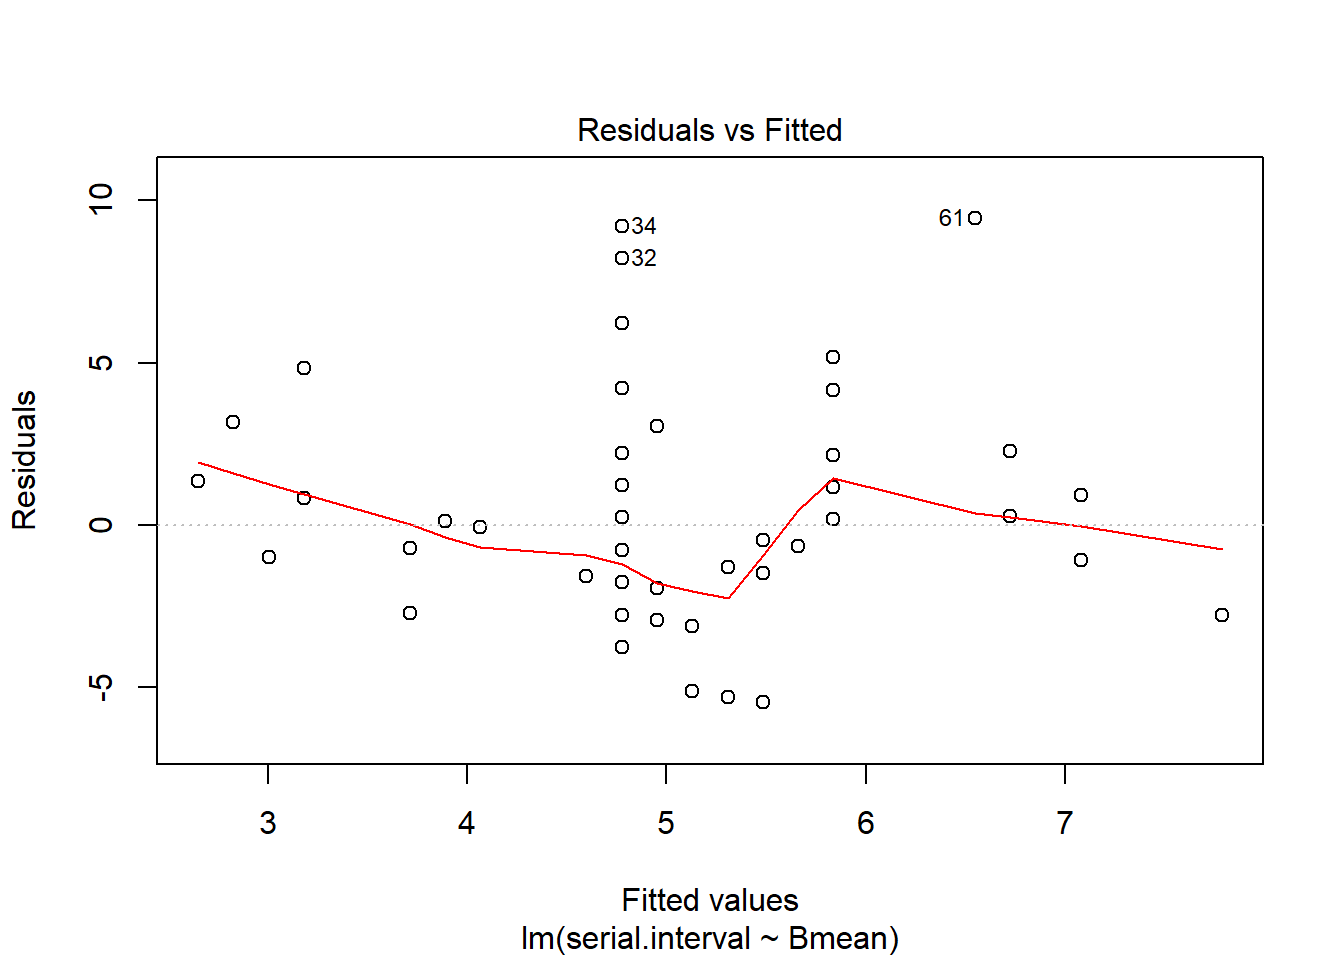 Residuals vs Fitted
10
5
0
-5
Residuals
34
32
61
3 4 5 6 7
Fitted values
lm(serial.interval ~ Bmean)